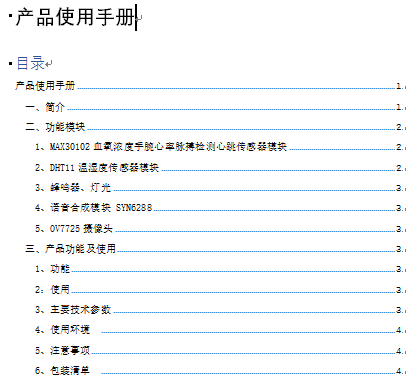 产品使用手册
目录
产品使用手册 1
一、简介 1
二、功能模块 2
1、MAX30102 血氧浓度手腕心率脉搏检测心跳传感器模块 2
2、DHT11 温湿度传感器模块 2
3、蜂鸣器、灯光 3
4、语音合成模块 SYN6288 3
5、OV7725 摄像头 3
三、产品功能及使用 3
1、功能 3
2：使用 3
3、主要技术参数 3
4、使用环境 4
5、注意事项 4
6、包装清单 4